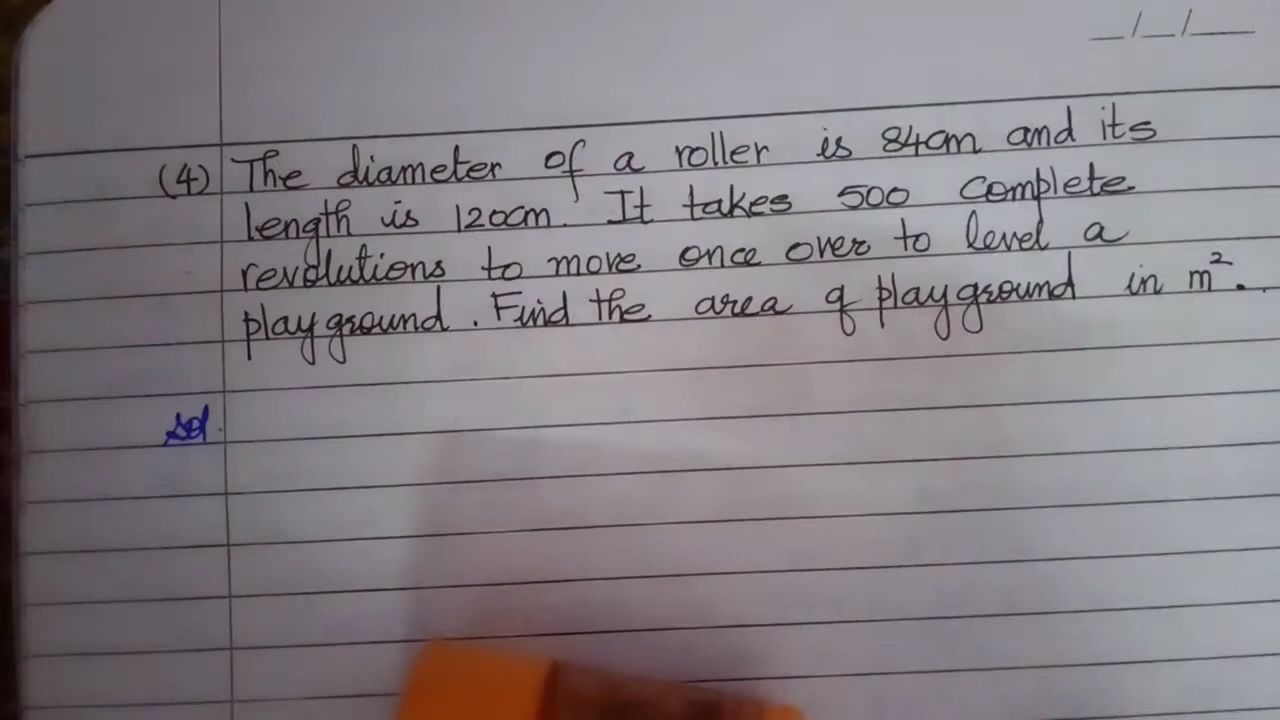 _/_/__
(4) The diameter of a roller is 84cm and its
length is 120cm. It takes 500 complete
revolutions to move once over to level a
playground. Find the area of playground in m².
Sol.